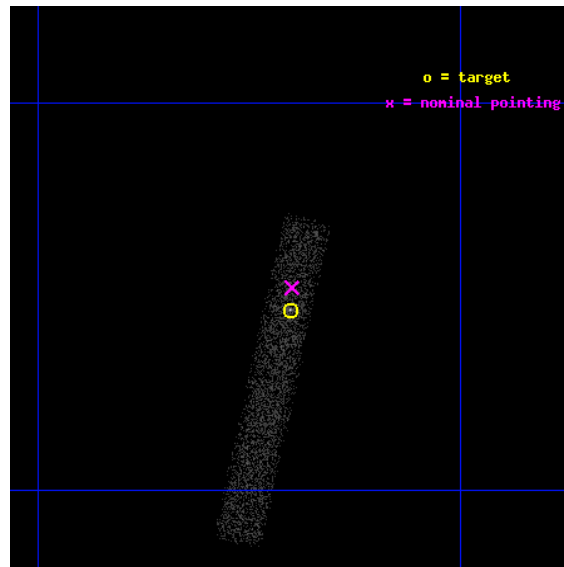 o = target
x = nominal pointing